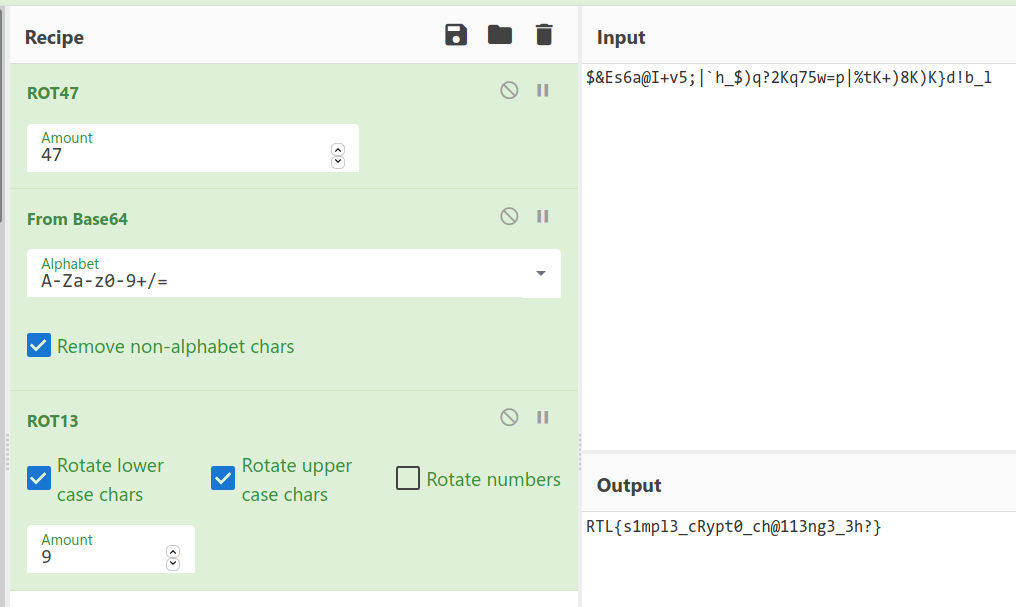 Recipe
ROT47
Amount
47
From Base64
Alphabet
A-Za-z0-9+/=
Remove non-alphabet chars
ROT13
Rotate lower case chars
Rotate upper case chars
Rotate numbers
Amount
9
Input
$&Es6a@I+v5;|`h_$)q?2Kq75w=p|%tK+)8K)K}d!b_l
Output
RTL{s1mpl3_cRypt0_ch@113ng3_3h?}